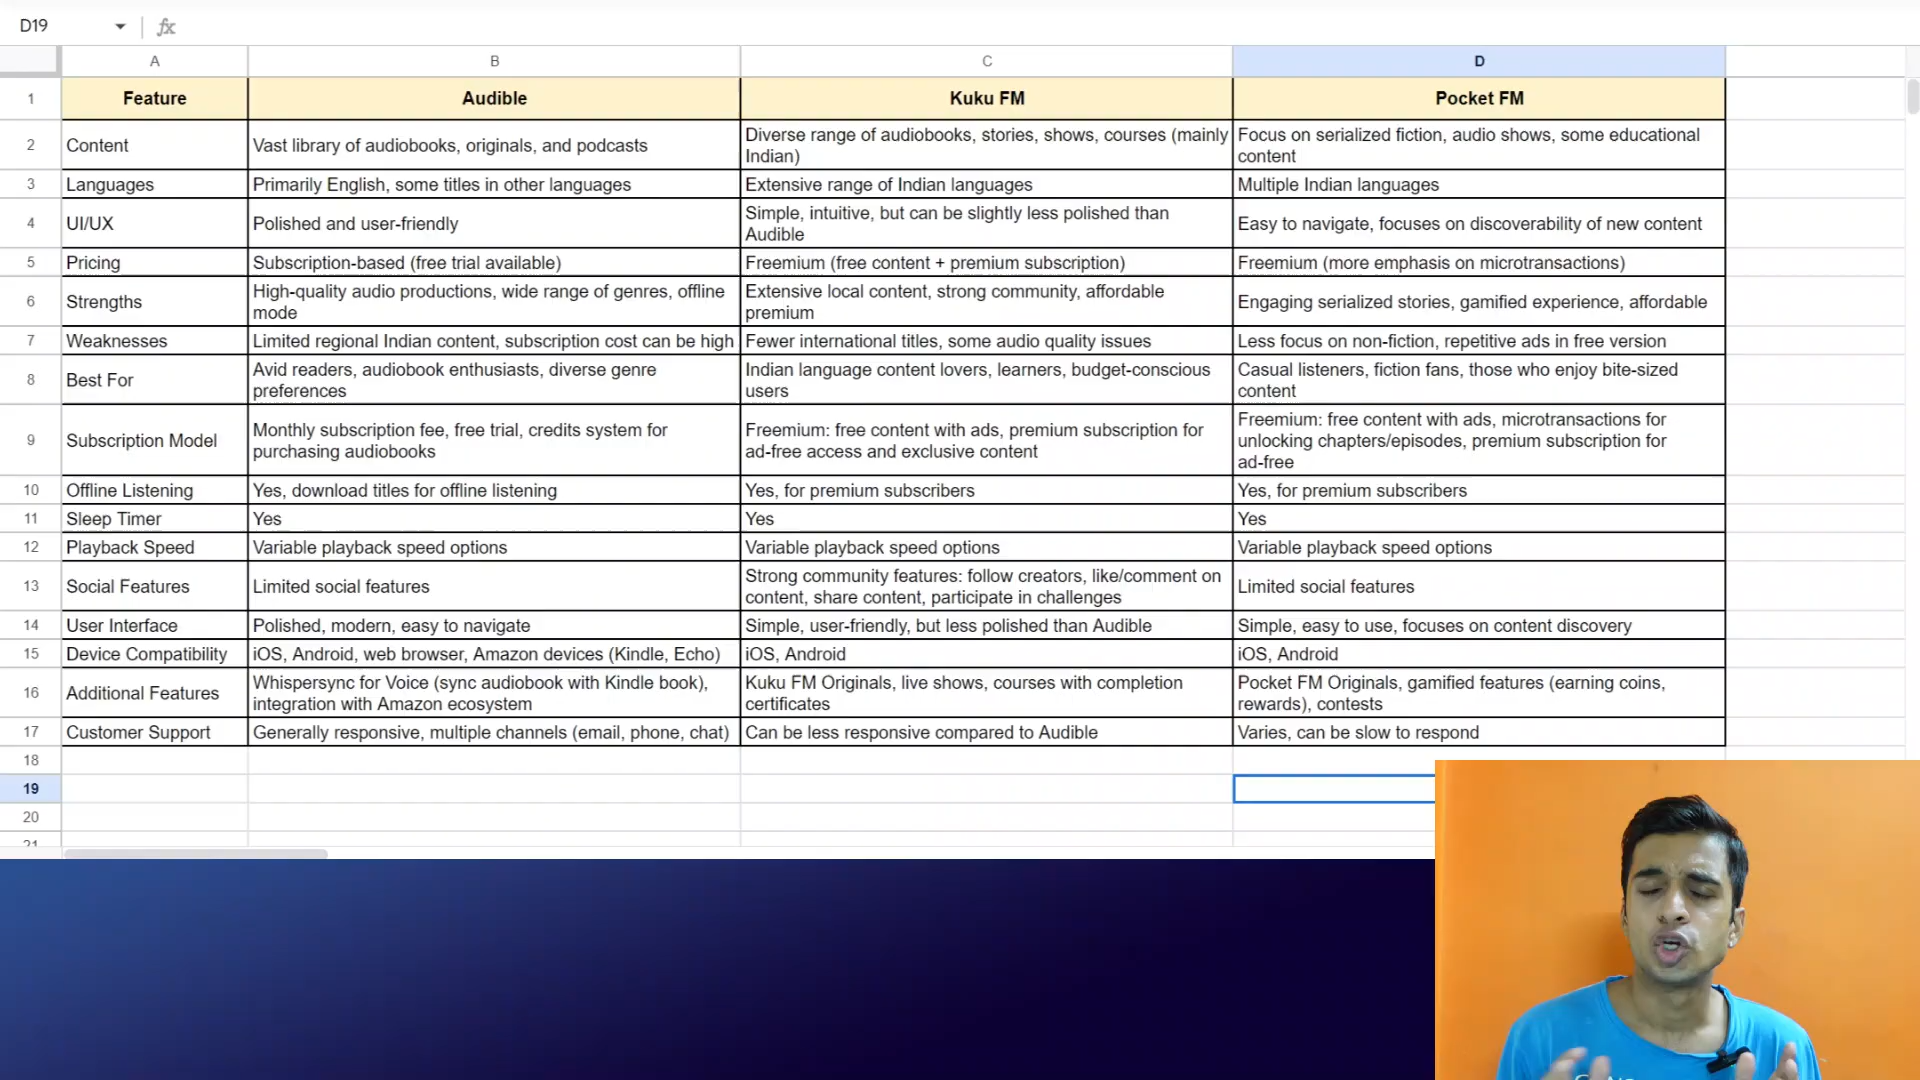 D19
fx
A B C D
1 Feature Audible Kuku FM Pocket FM
2 Content Vast library of audiobooks, originals, and podcasts Diverse range of audiobooks, stories, shows, courses (mainly Indian) Focus on serialized fiction, audio shows, some educational content
3 Languages Primarily English, some titles in other languages Extensive range of Indian languages Multiple Indian languages
4 UI/UX Polished and user-friendly Simple, intuitive, but can be slightly less polished than Audible Easy to navigate, focuses on discoverability of new content
5 Pricing Subscription-based (free trial available) Freemium (free content + premium subscription) Freemium (more emphasis on microtransactions)
6 Strengths High-quality audio productions, wide range of genres, offline mode Extensive local content, strong community, affordable premium Engaging serialized stories, gamified experience, affordable
7 Weaknesses Limited regional Indian content, subscription cost can be high Fewer international titles, some audio quality issues Less focus on non-fiction, repetitive ads in free version
8 Best For Avid readers, audiobook enthusiasts, diverse genre preferences Indian language content lovers, learners, budget-conscious users Casual listeners, fiction fans, those who enjoy bite-sized content
9 Subscription Model Monthly subscription fee, free trial, credits system for purchasing audiobooks Freemium: free content with ads, premium subscription for ad-free access and exclusive content Freemium: free content with ads, microtransactions for unlocking chapters/episodes, premium subscription for ad-free
10 Offline Listening Yes, download titles for offline listening Yes, for premium subscribers Yes, for premium subscribers
11 Sleep Timer Yes Yes Yes
12 Playback Speed Variable playback speed options Variable playback speed options Variable playback speed options
13 Social Features Limited social features Strong community features: follow creators, like/comment on content, share content, participate in challenges Limited social features
14 User Interface Polished, modern, easy to navigate Simple, user-friendly, but less polished than Audible Simple, easy to use, focuses on content discovery
15 Device Compatibility iOS, Android, web browser, Amazon devices (Kindle, Echo) iOS, Android iOS, Android
16 Additional Features Whispersync for Voice (sync audiobook with Kindle book), integration with Amazon ecosystem Kuku FM Originals, live shows, courses with completion certificates Pocket FM Originals, gamified features (earning coins, rewards), contests
17 Customer Support Generally responsive, multiple channels (email, phone, chat) Can be less responsive compared to Audible Varies, can be slow to respond
18
19
20
21